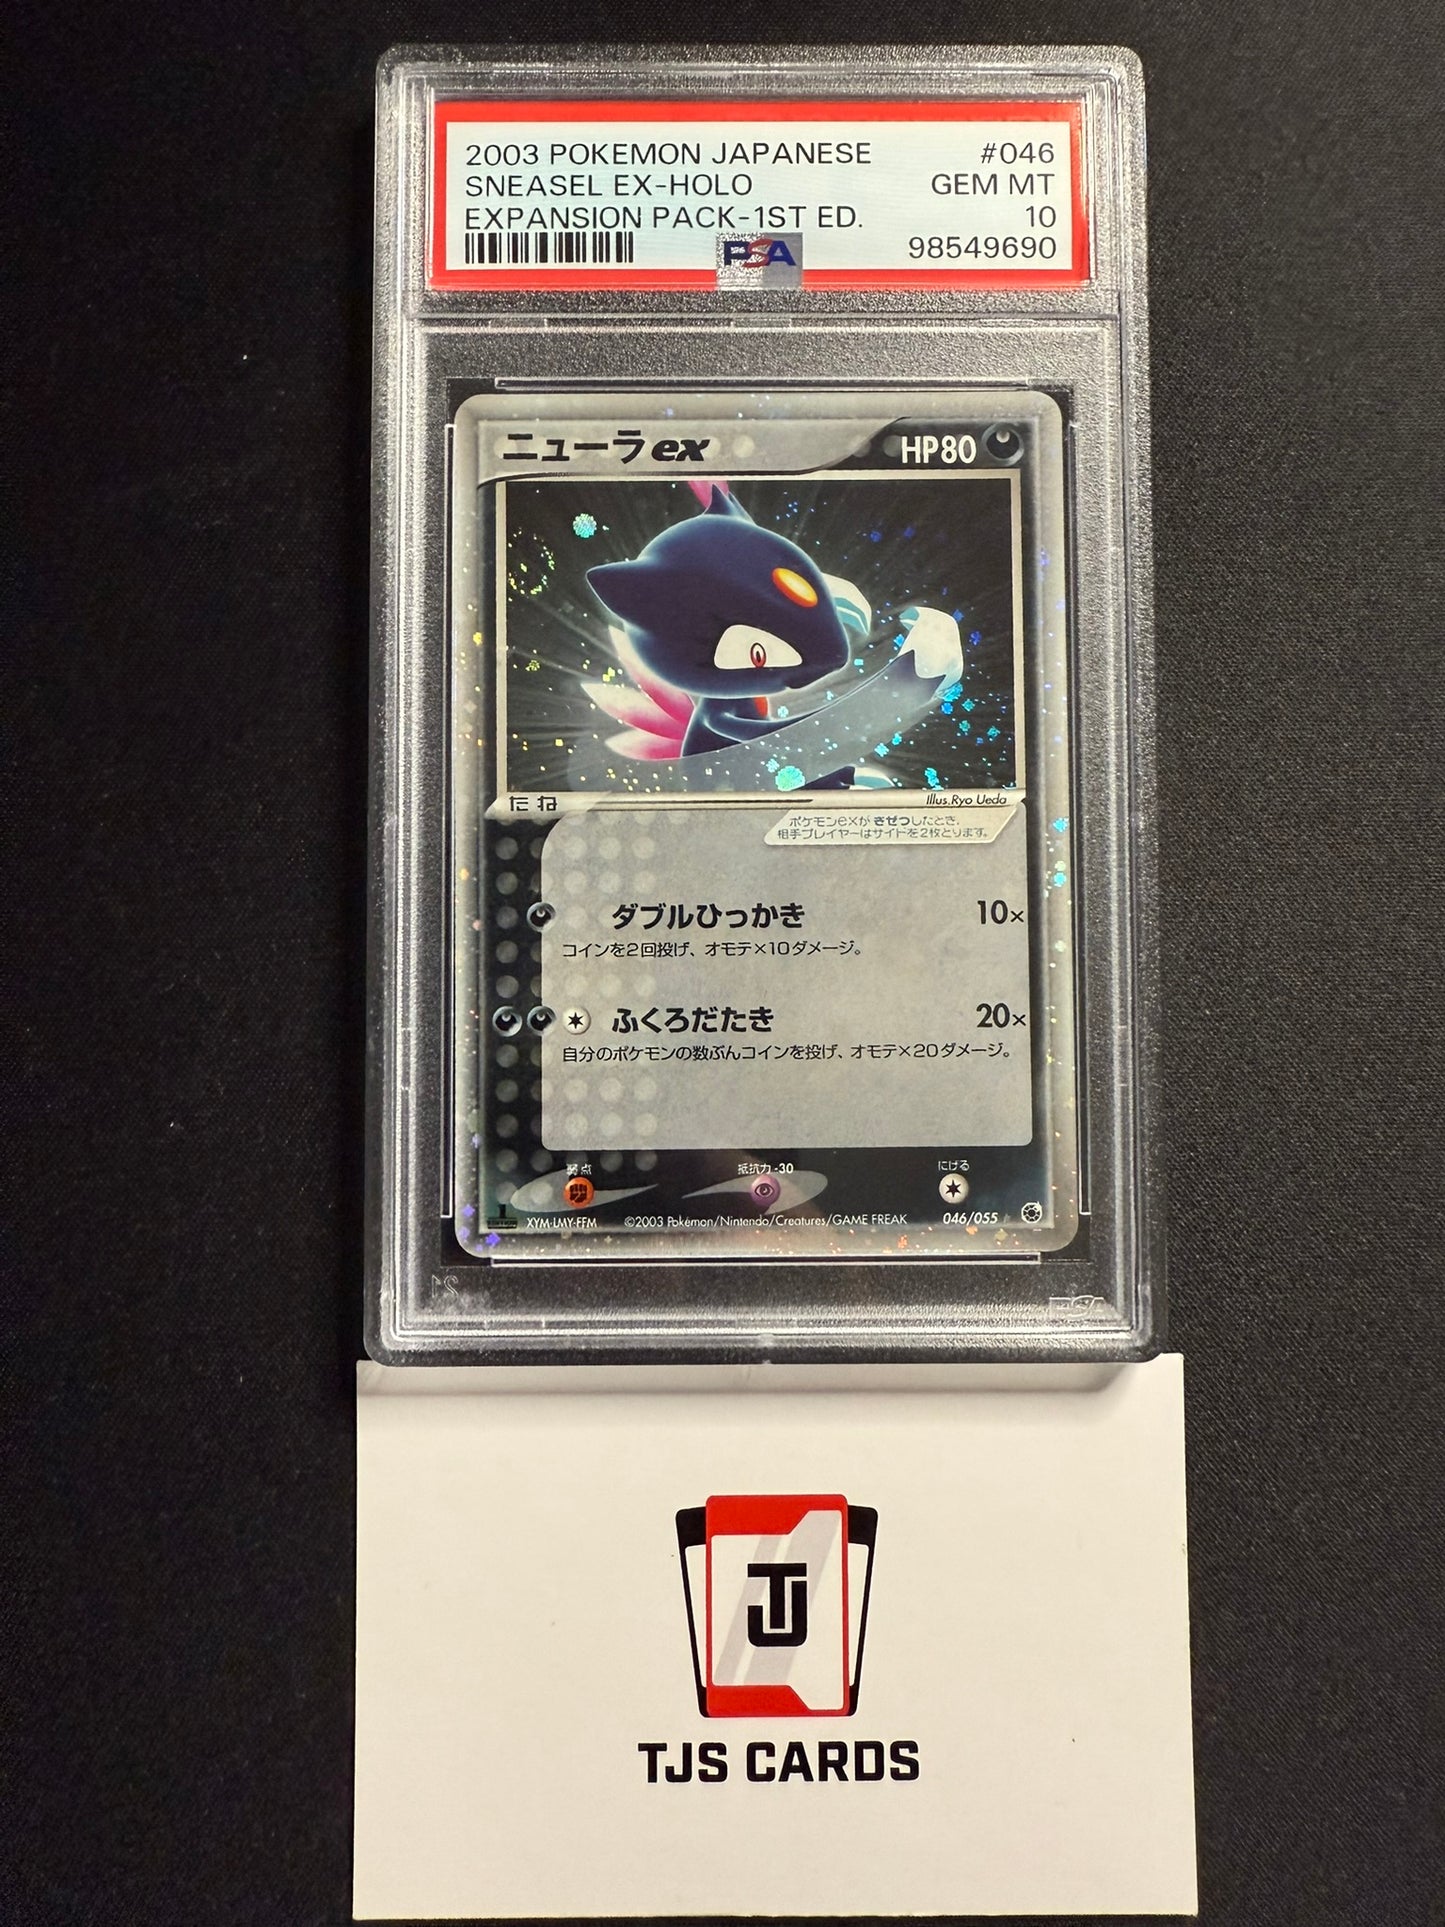 2003 POKEMON JAPANESE #046
SNEASEL EX-HOLO GEM MT
EXPANSION PACK-1ST ED. 10
PSA 98549690
ニューラex HP80
たね Illus.Ryo Ueda
ポケモンexが きぜつしたとき、
相手プレイヤーはサイドを2枚とります。
ダブルひっかき 10×
コインを2回投げ、オモテ×10ダメージ。
ふくろだたき 20×
自分のポケモンの数ぶんコインを投げ、オモテ×20ダメージ。
弱点 抵抗力 -30 にげる
1 EDITION XYM-LMY-FFM ©2003 Pokémon/Nintendo/Creatures/GAME FREAK 046/055
PSA
TJ
TJS CARDS